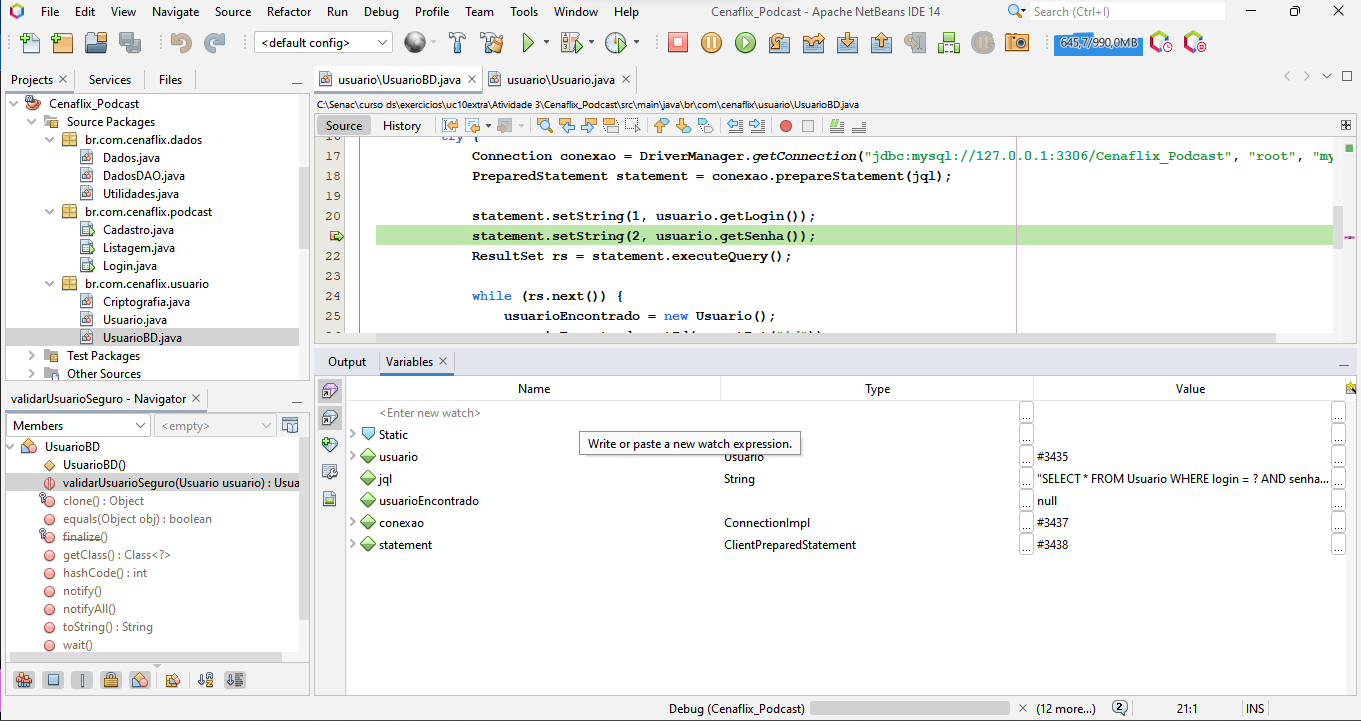 File Edit View Navigate Source Refactor Run Debug Profile Team Tools Window Help
Cenaflix_Podcast - Apache NetBeans IDE 14
Search (Ctrl+I)
<default config>
645,7/990,0MB
Projects Services Files
Cenaflix_Podcast
Source Packages
br.com.cenaflix.dados
Dados.java
DadosDAO.java
Utilidades.java
br.com.cenaflix.podcast
Cadastro.java
Listagem.java
Login.java
br.com.cenaflix.usuario
Criptografia.java
Usuario.java
UsuarioBD.java
Test Packages
Other Sources
validarUsuarioSeguro - Navigator
Members
<empty>
UsuarioBD
UsuarioBD()
validarUsuarioSeguro(Usuario usuario) : Usua
clone() : Object
equals(Object obj) : boolean
finalize()
getClass() : Class<?>
hashCode() : int
notify()
notifyAll()
toString() : String
wait()
usuario\UsuarioBD.java usuario\Usuario.java
C:\Senac\curso ds\exercicios\uc10extra\Atividade 3\Cenaflix_Podcast\src\main\java\br\com\cenaflix\usuario\UsuarioBD.java
Source History
16 try {
17 Connection conexao = DriverManager.getConnection("jdbc:mysql://127.0.0.1:3306/Cenaflix_Podcast", "root", "my
18 PreparedStatement statement = conexao.prepareStatement(jql);
19
20 statement.setString(1, usuario.getLogin());
statement.setString(2, usuario.getSenha());
22 ResultSet rs = statement.executeQuery();
23
24 while (rs.next()) {
25 usuarioEncontrado = new Usuario();
Output Variables
Name Type Value
<Enter new watch>
Static
Write or paste a new watch expression.
usuario Usuario #3435
jql String "SELECT * FROM Usuario WHERE login = ? AND senha...
usuarioEncontrado null
conexao ConnectionImpl #3437
statement ClientPreparedStatement #3438
Debug (Cenaflix_Podcast) (12 more...) 2 21:1 INS